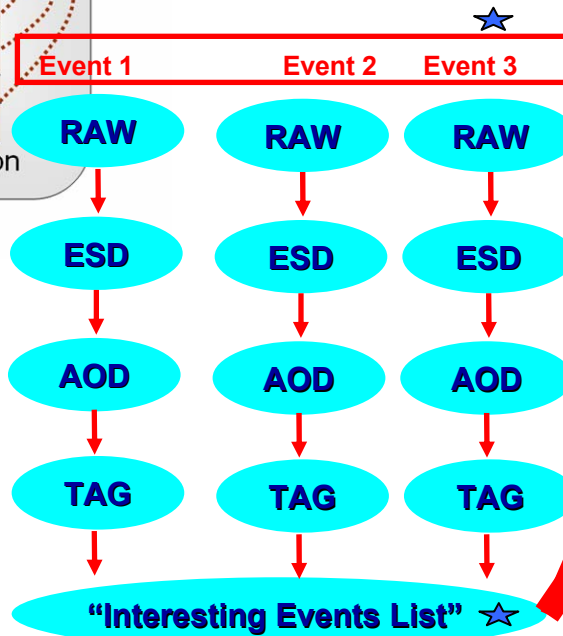 Event 1 Event 2 Event 3
RAW RAW RAW
on
ESD ESD ESD
AOD AOD AOD
TAG TAG TAG
“Interesting Events List”